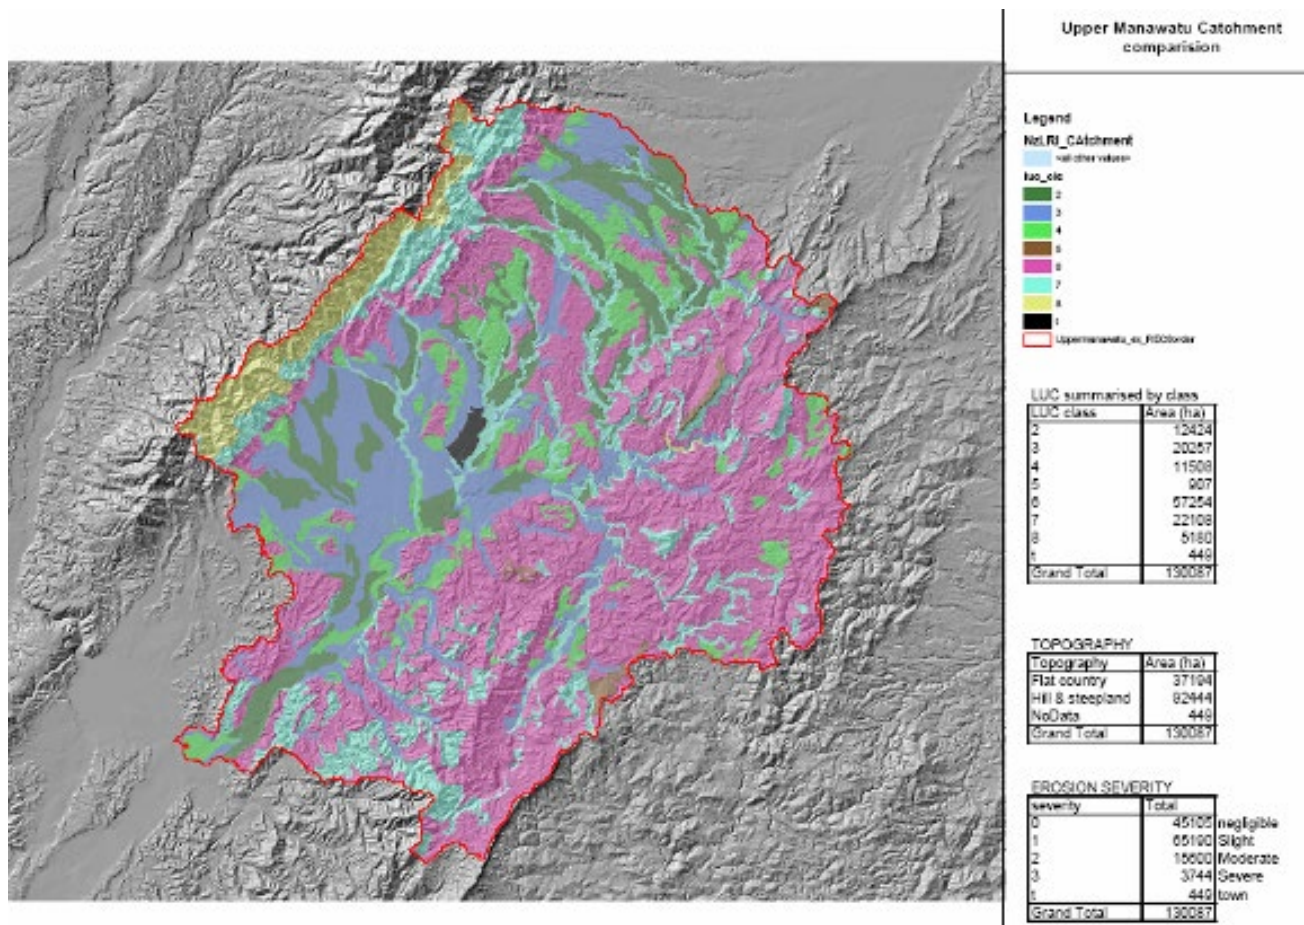 Upper Manawatu Catchment
comparision
Legend
NzLRI_CAtchment
<all other values>
2
3
4
5
6
7
8
t
LUC summarised by class
LUC class Area (ha)
2 12424
3 20257
4 11508
5 907
6 57254
7 22108
8 5180
t 449
Grand Total 130087
TOPOGRAPHY
Topography Area (ha)
Flat country 37194
Hill & steepland 92444
NoData 449
Grand Total 130087
EROSION SEVERITY
severity Total
0 45105 negligible
1 65190 Slight
2 15600 Moderate
3 3744 Severe
t 449 town
Grand Total 130087